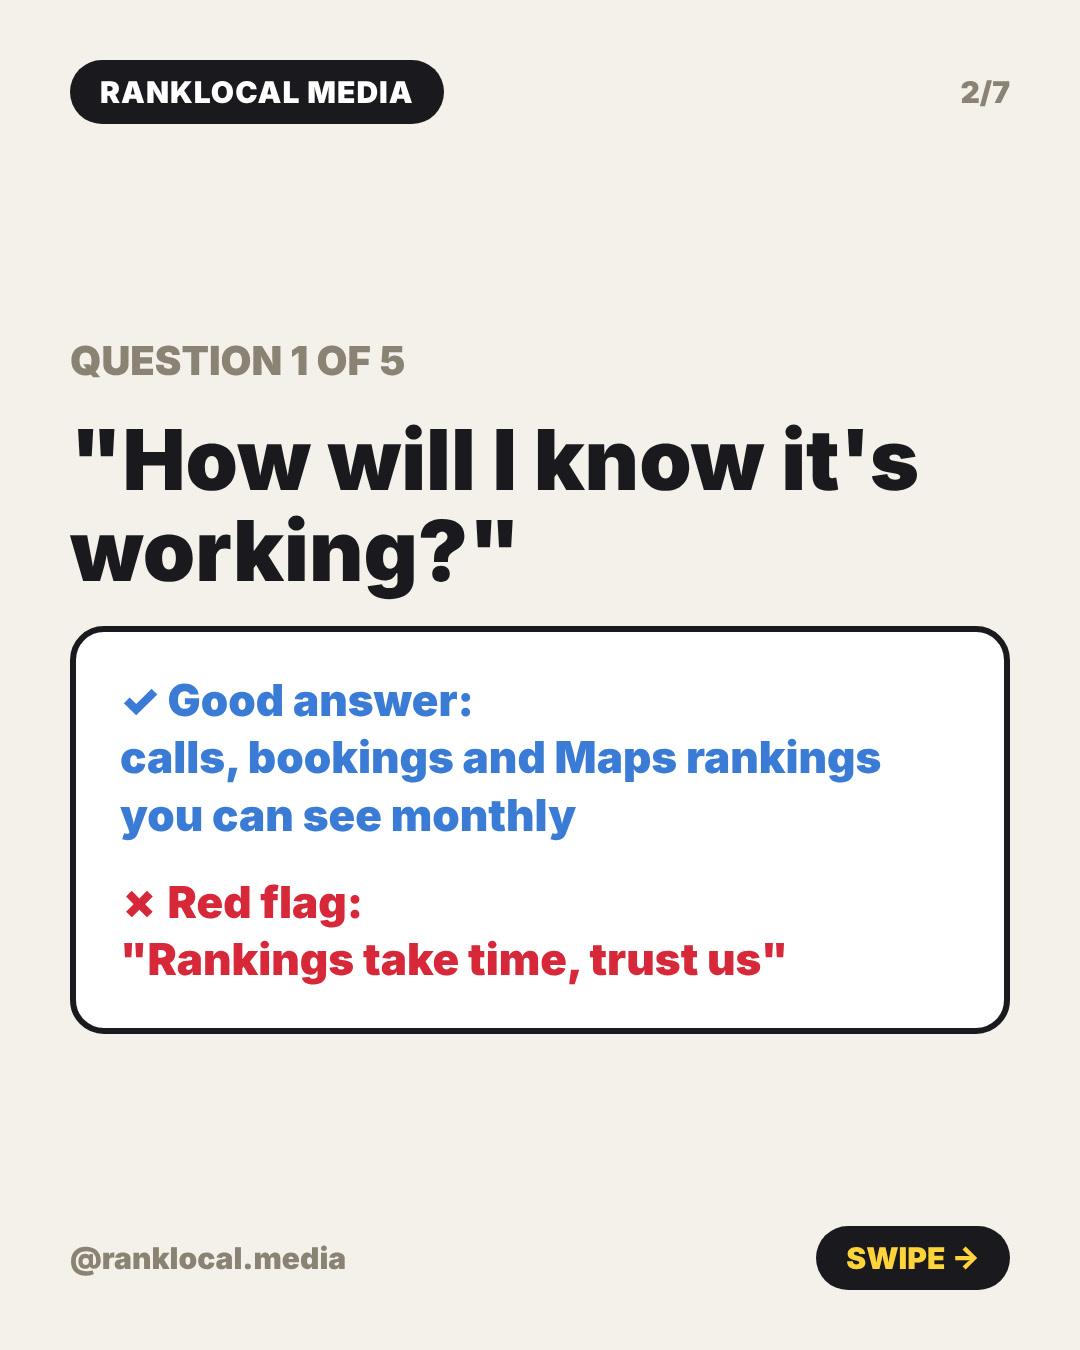 RANKLOCAL MEDIA
2/7
QUESTION 1 OF 5
"How will I know it's
working?"
✓ Good answer:
calls, bookings and Maps rankings
you can see monthly
✗ Red flag:
"Rankings take time, trust us"
@ranklocal.media
SWIPE →